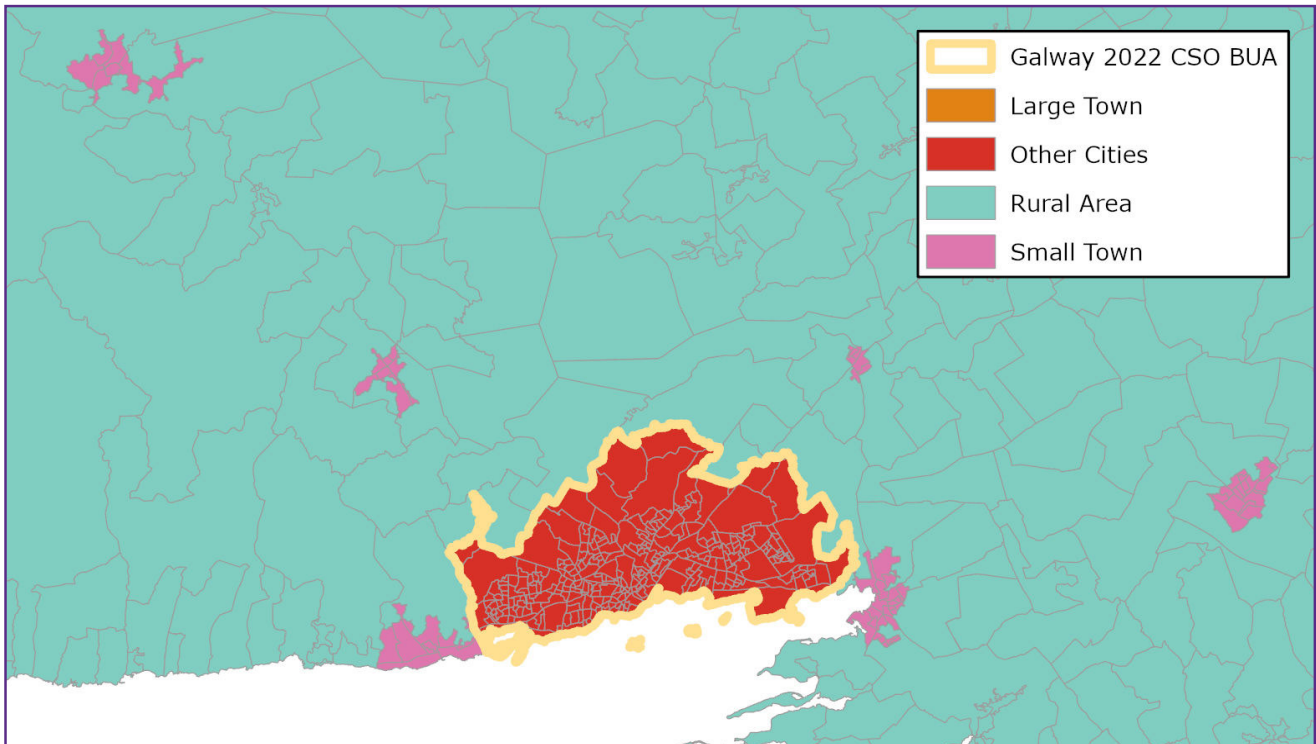 Galway 2022 CSO BUA
Large Town
Other Cities
Rural Area
Small Town